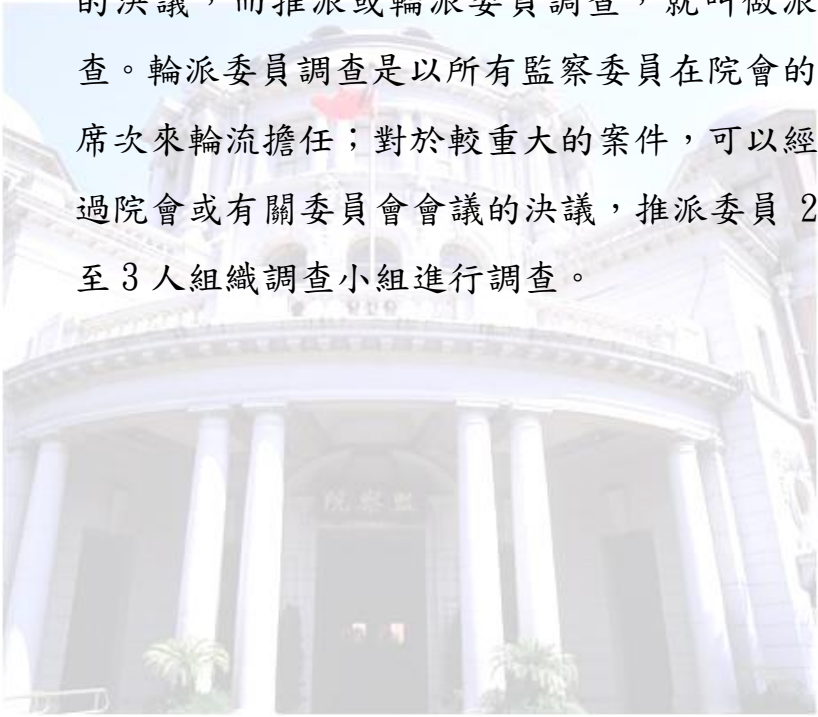 的決議，而推派或輪派委員調查，就叫做派
查。輪派委員調查是以所有監察委員在院會的
席次來輪流擔任；對於較重大的案件，可以經
過院會或有關委員會會議的決議，推派委員 2
至 3 人組織調查小組進行調查。
院察監